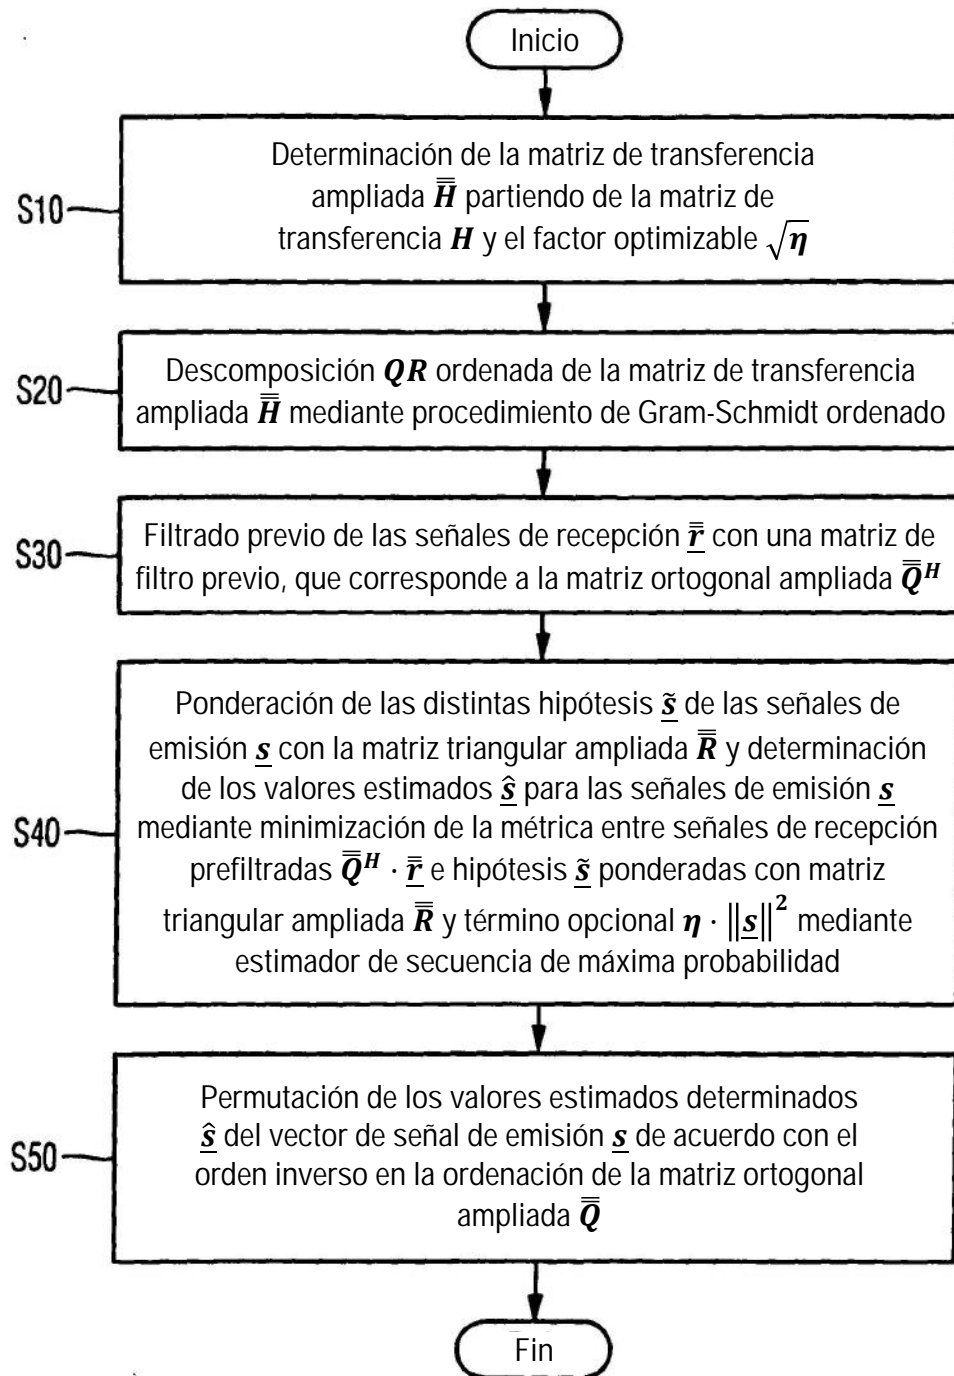 Inicio
S10
Determinación de la matriz de transferencia
ampliada H̿ partiendo de la matriz de
transferencia H y el factor optimizable √η
S20
Descomposición QR ordenada de la matriz de transferencia
ampliada H̿ mediante procedimiento de Gram-Schmidt ordenado
S30
Filtrado previo de las señales de recepción r̲̿ con una matriz de
filtro previo, que corresponde a la matriz ortogonal ampliada Q̿ᴴ
S40
Ponderación de las distintas hipótesis s̲̃ de las señales de
emisión s̲ con la matriz triangular ampliada R̿ y determinación
de los valores estimados ŝ̲ para las señales de emisión s̲
mediante minimización de la métrica entre señales de recepción
prefiltradas Q̿ᴴ · r̲̿ e hipótesis s̲̃ ponderadas con matriz
triangular ampliada R̿ y término opcional η · ‖s̲‖² mediante
estimador de secuencia de máxima probabilidad
S50
Permutación de los valores estimados determinados
ŝ̲ del vector de señal de emisión s̲ de acuerdo con el
orden inverso en la ordenación de la matriz ortogonal
ampliada Q̿
Fin